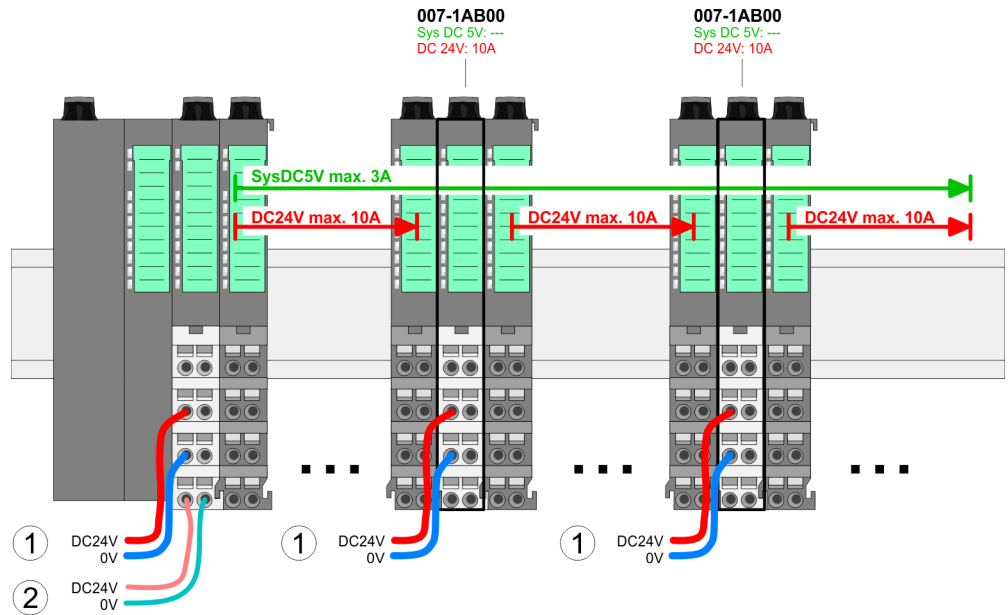 007-1AB00
Sys DC 5V: ---
DC 24V: 10A
007-1AB00
Sys DC 5V: ---
DC 24V: 10A
SysDC5V max. 3A
DC24V max. 10A
DC24V max. 10A
DC24V max. 10A
1
DC24V
0V
1
DC24V
0V
1
DC24V
0V
2
DC24V
0V